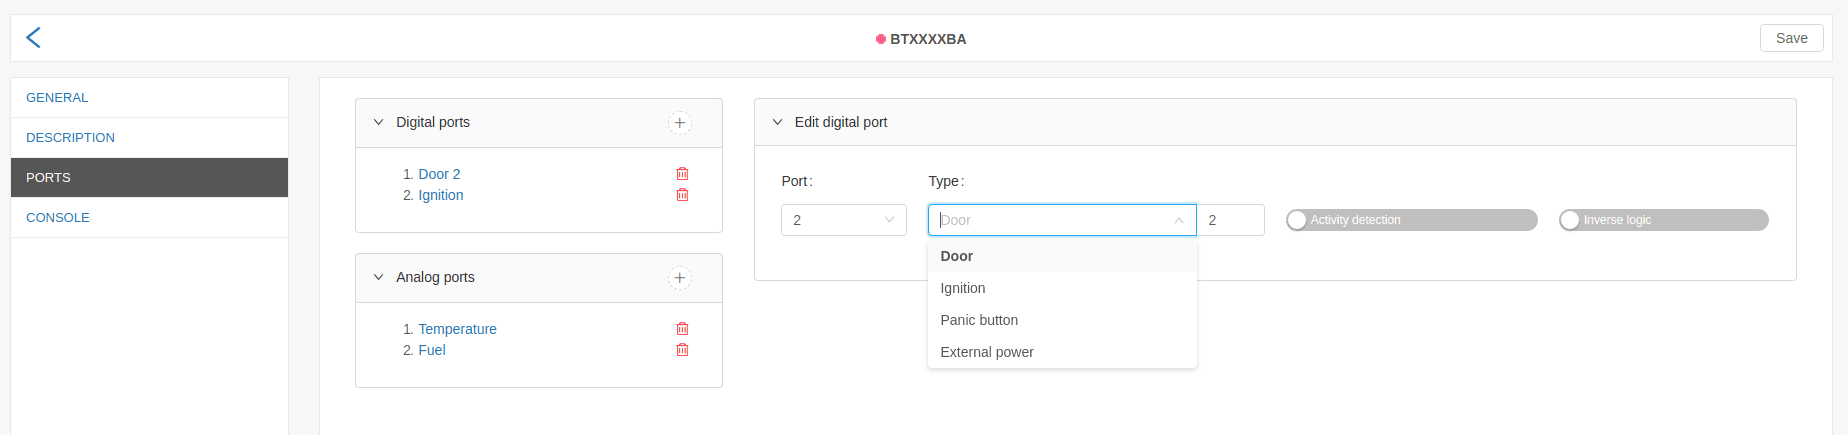 BTXXXXBA
Save
GENERAL
DESCRIPTION
PORTS
CONSOLE
Digital ports
1. Door 2
2. Ignition
Analog ports
1. Temperature
2. Fuel
Edit digital port
Port: Type:
2 Door 2 Activity detection Inverse logic
Door
Ignition
Panic button
External power